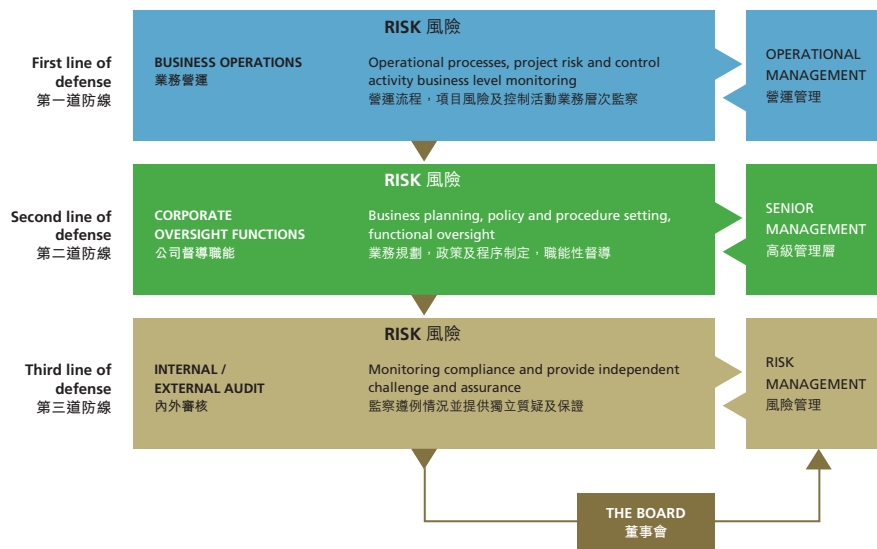 RISK 風險
First line of
defense
第一道防線
BUSINESS OPERATIONS
業務營運
Operational processes, project risk and control
activity business level monitoring
營運流程，項目風險及控制活動業務層次監察
OPERATIONAL
MANAGEMENT
營運管理
RISK 風險
Second line of
defense
第二道防線
CORPORATE
OVERSIGHT FUNCTIONS
公司督導職能
Business planning, policy and procedure setting,
functional oversight
業務規劃，政策及程序制定，職能性督導
SENIOR
MANAGEMENT
高級管理層
RISK 風險
Third line of
defense
第三道防線
INTERNAL /
EXTERNAL AUDIT
內外審核
Monitoring compliance and provide independent
challenge and assurance
監察遵例情況並提供獨立質疑及保證
RISK
MANAGEMENT
風險管理
THE BOARD
董事會